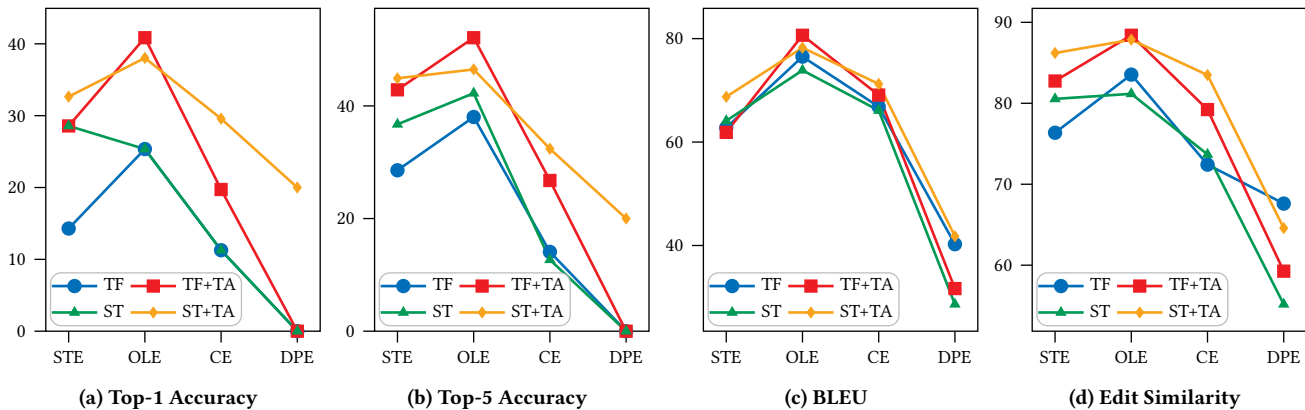 40
30
20
10
0
TF
TF+TA
ST
ST+TA
STE
OLE
CE
DPE
(a) Top-1 Accuracy
40
20
0
TF
TF+TA
ST
ST+TA
STE
OLE
CE
DPE
(b) Top-5 Accuracy
80
60
40
TF
TF+TA
ST
ST+TA
STE
OLE
CE
DPE
(c) BLEU
90
80
70
60
TF
TF+TA
ST
ST+TA
STE
OLE
CE
DPE
(d) Edit Similarity